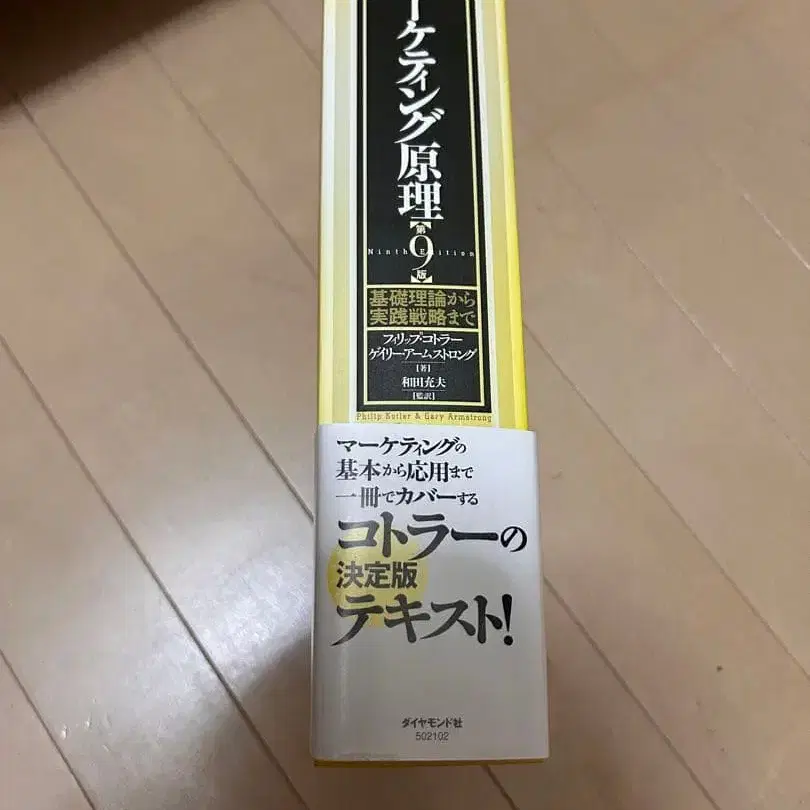 ーケティング原理
【第9版】
Ninth Edition
基礎理論から
実践戦略まで
フィリップ・コトラー
ゲイリー・アームストロング
[著]
和田充夫
[監訳]
Philip Kotler & Gary Armstrong
マーケティングの
基本から応用まで
一冊でカバーする
コトラーの
決定版
テキスト!
ダイヤモンド社
502102